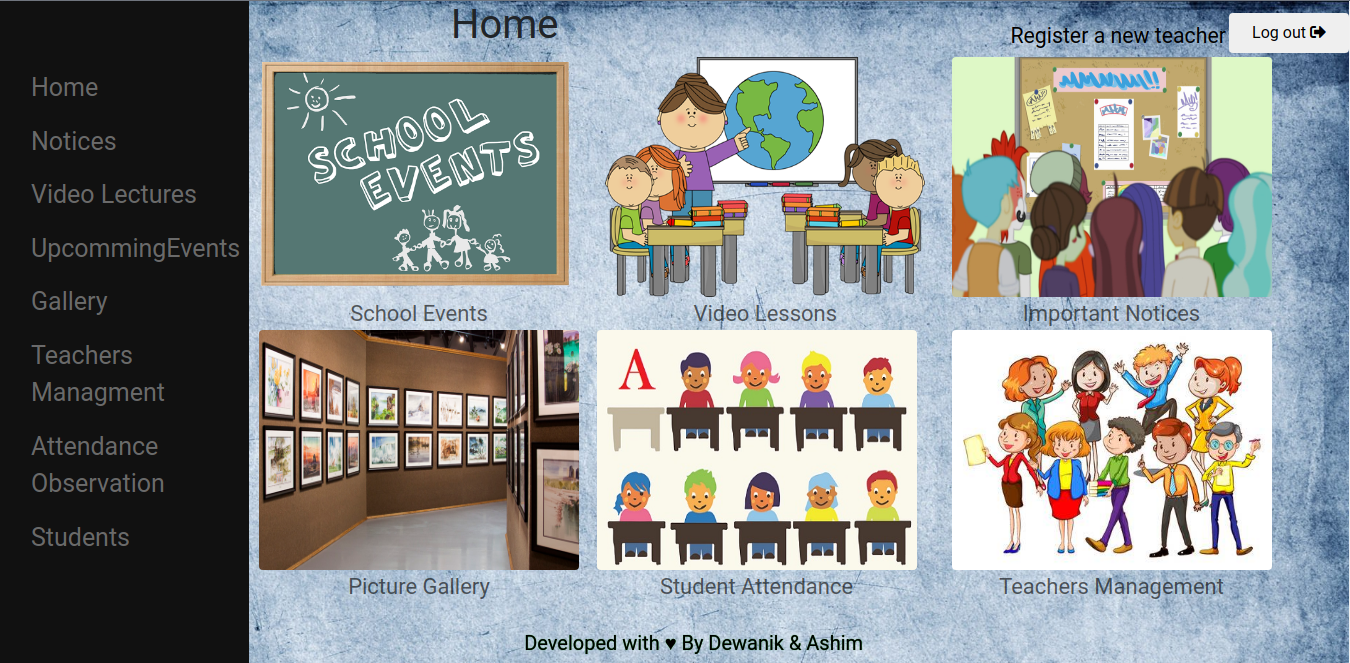 Home
Register a new teacher
Log out
Home
Notices
Video Lectures
UpcommingEvents
Gallery
Teachers
Managment
Attendance
Observation
Students
SCHOOL
EVENTS
School Events
Video Lessons
Important Notices
A
Picture Gallery
Student Attendance
Teachers Management
Developed with ♥ By Dewanik & Ashim